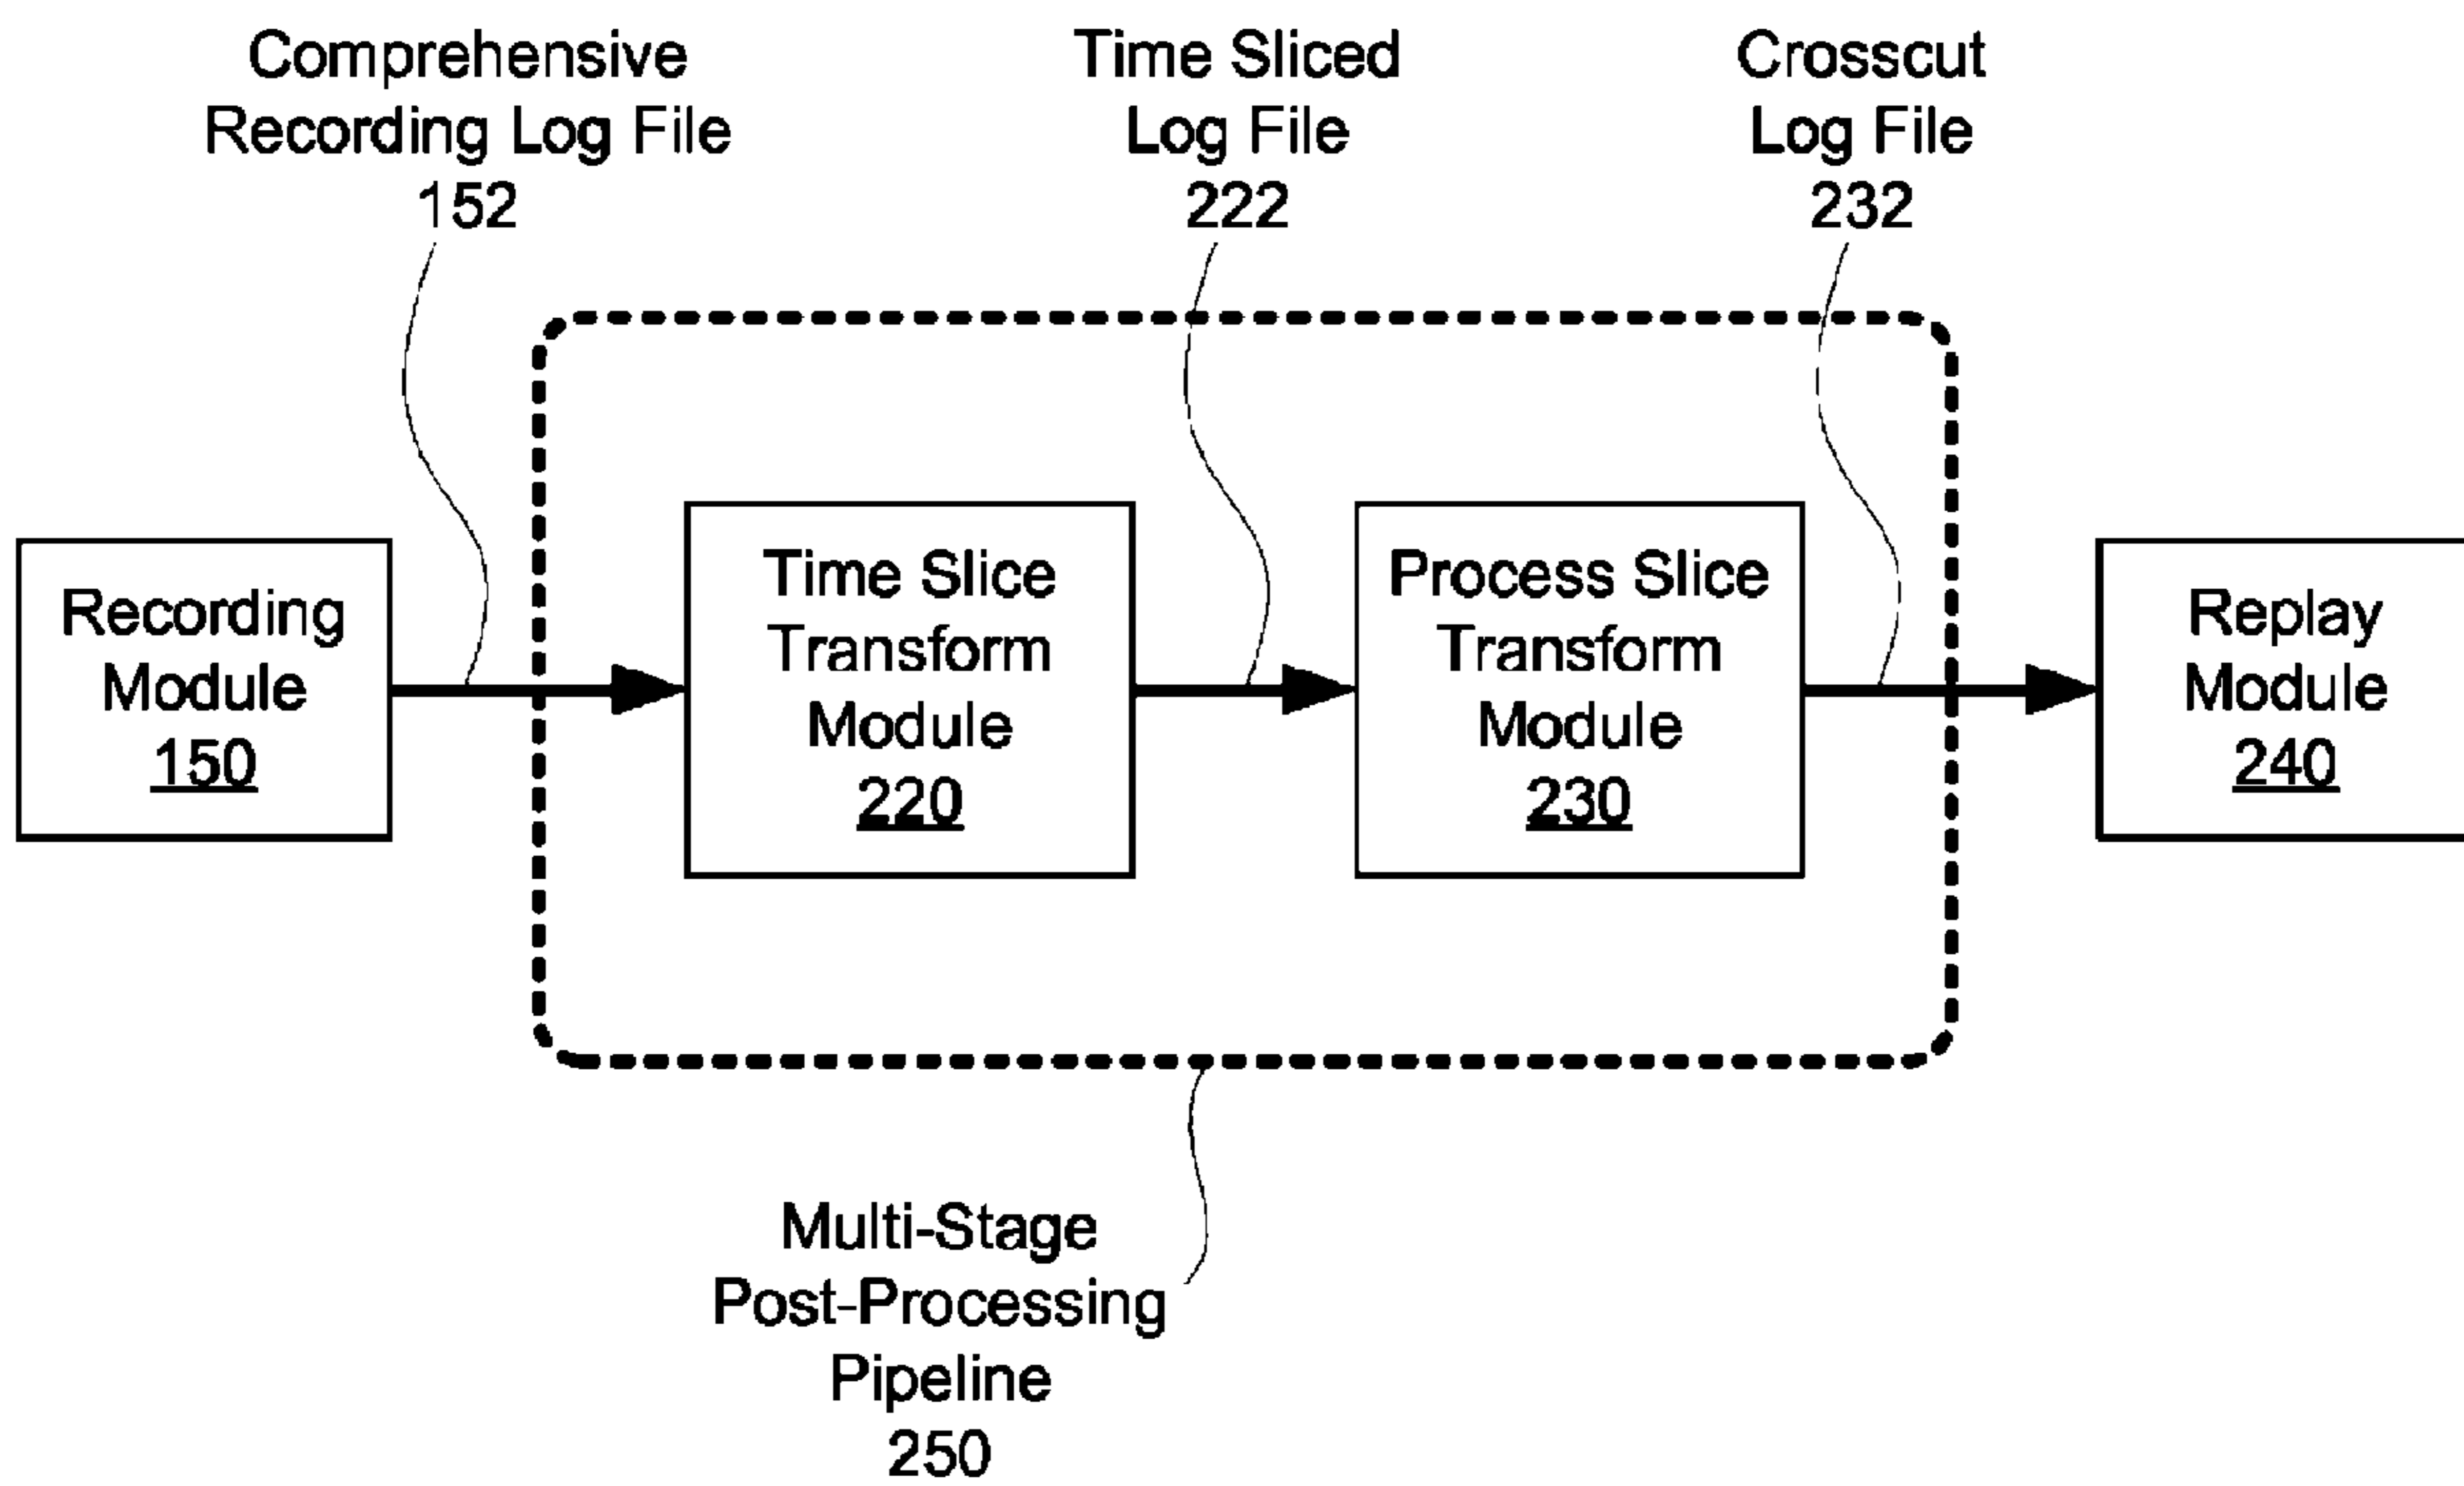 Comprehensive
Recording Log File
152
Time Sliced
Log File
222
Crosscut
Log File
232
Recording
Module
150
Time Slice
Transform
Module
220
Process Slice
Transform
Module
230
Replay
Module
240
Multi-Stage
Post-Processing
Pipeline
250